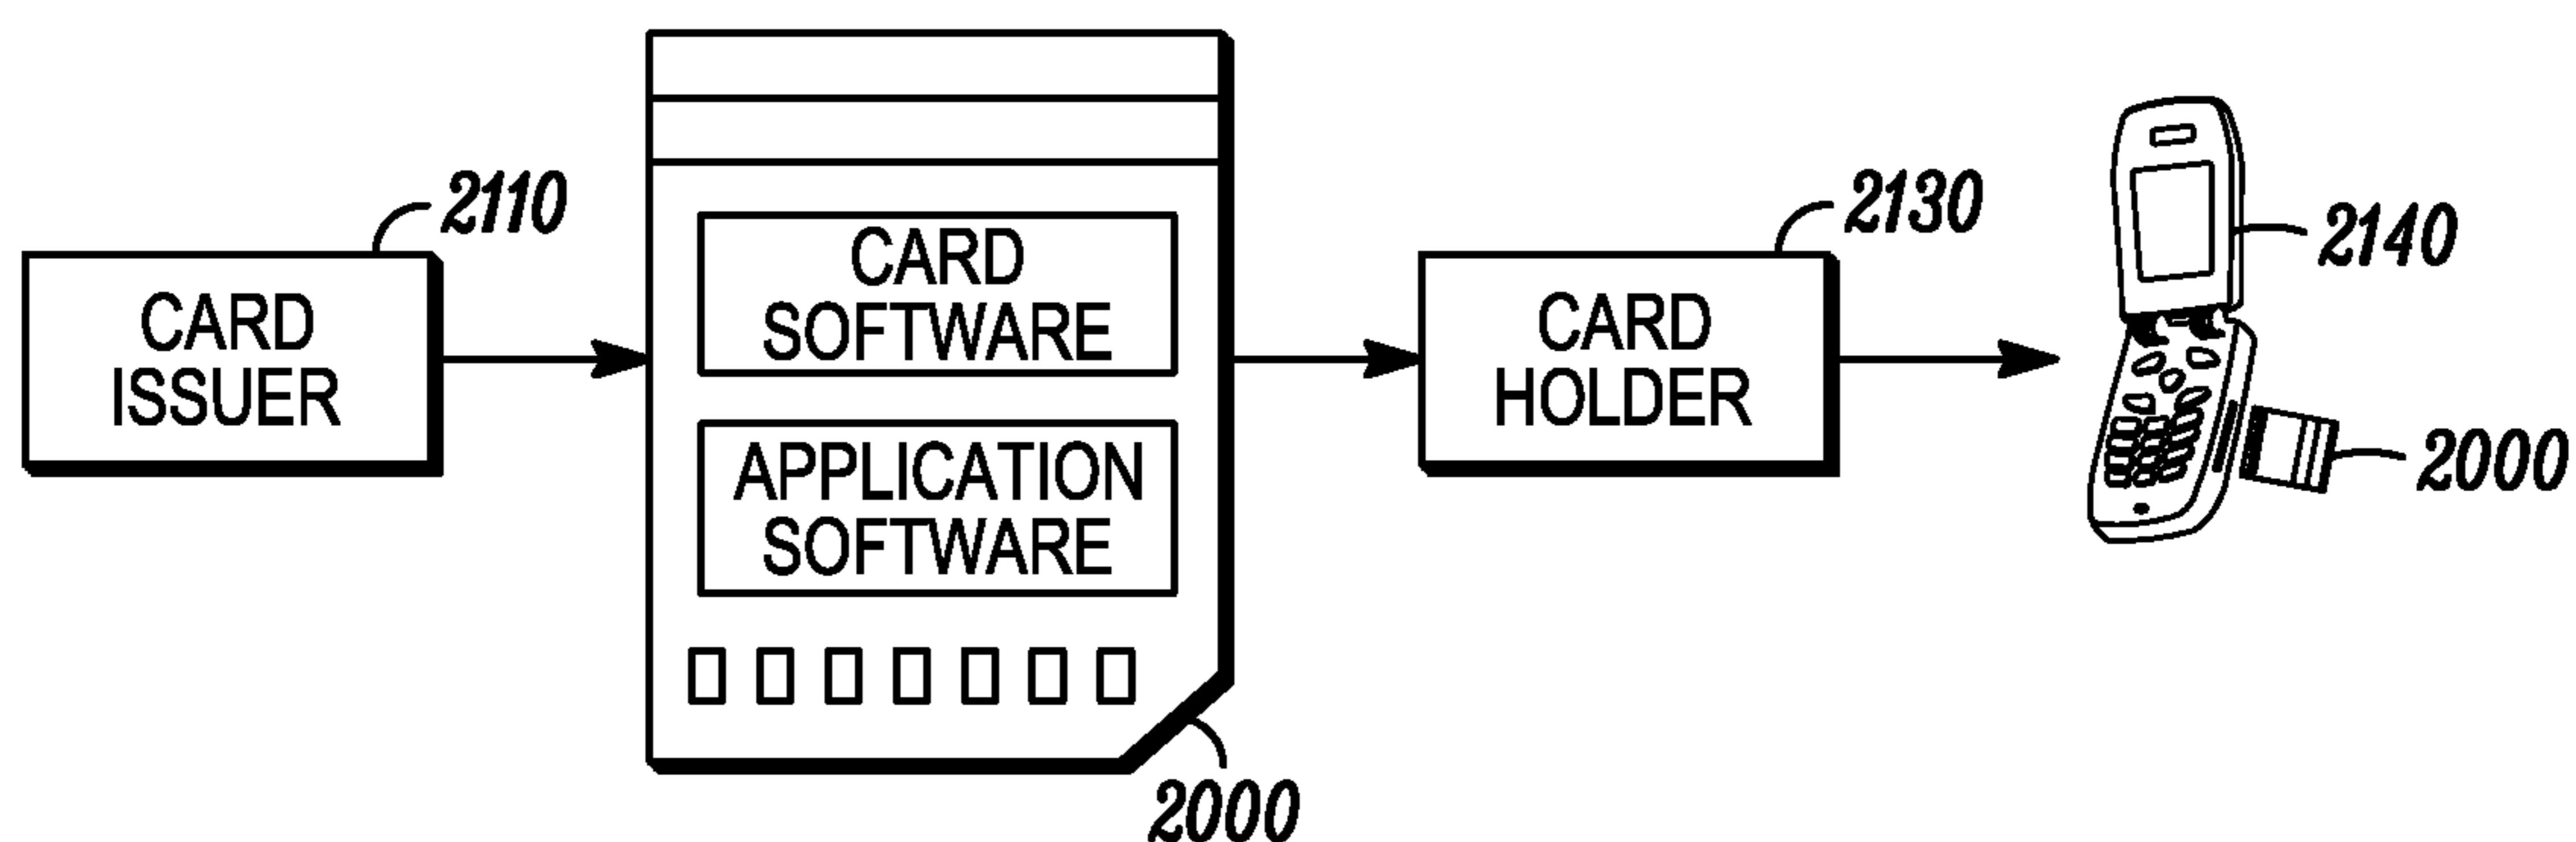 2110
CARD
ISSUER
CARD
SOFTWARE
APPLICATION
SOFTWARE
2000
2130
CARD
HOLDER
2140
2000